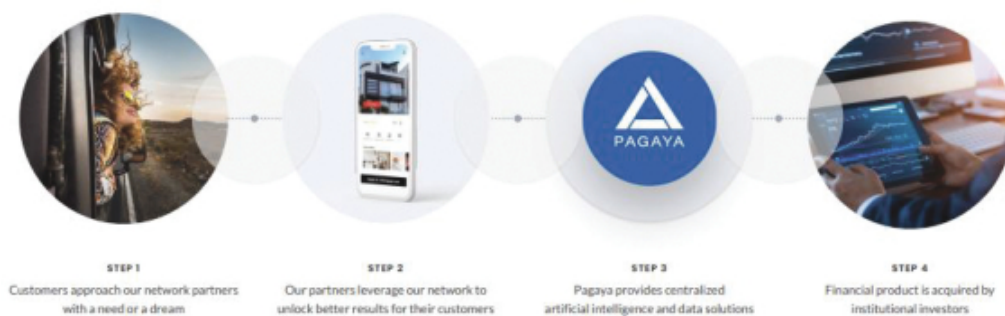 PAGAYA
STEP 1
Customers approach our network partners
with a need or a dream
STEP 2
Our partners leverage our network to
unlock better results for their customers
STEP 3
Pagaya provides centralized
artificial intelligence and data solutions
STEP 4
Financial product is acquired by
institutional investors